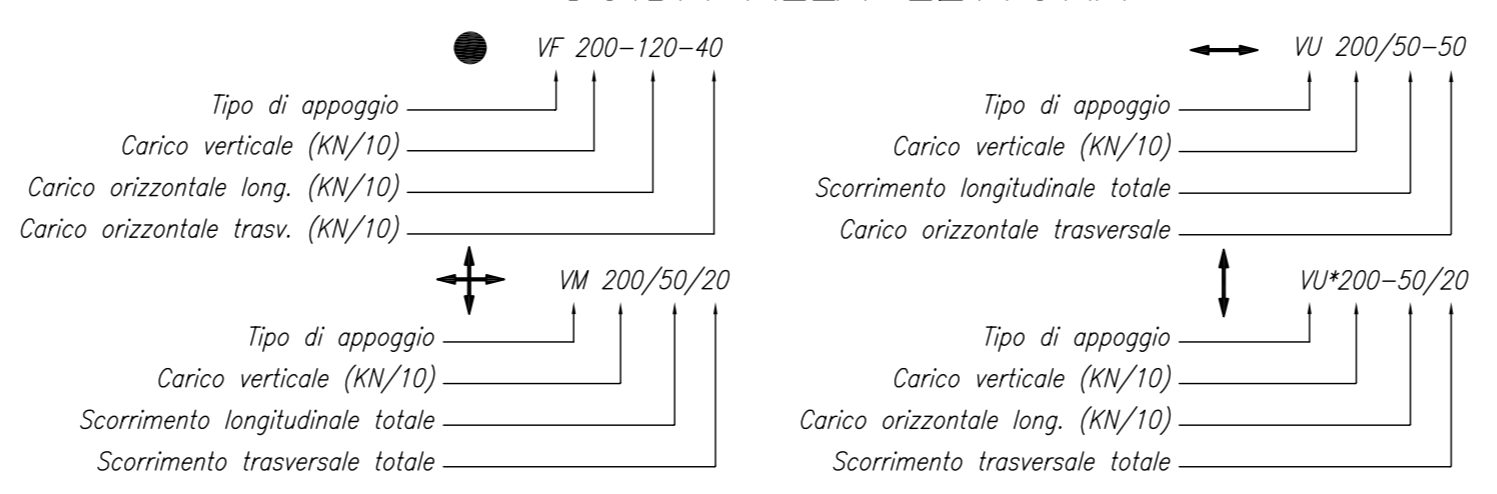 VF 200-120-40
Tipo di appoggio
Carico verticale (KN/10)
Carico orizzontale long. (KN/10)
Carico orizzontale trasv. (KN/10)
VU 200/50-50
Tipo di appoggio
Carico verticale (KN/10)
Scorrimento longitudinale totale
Carico orizzontale trasversale
VM 200/50/20
Tipo di appoggio
Carico verticale (KN/10)
Scorrimento longitudinale totale
Scorrimento trasversale totale
VU*200-50/20
Tipo di appoggio
Carico verticale (KN/10)
Carico orizzontale long. (KN/10)
Scorrimento trasversale totale